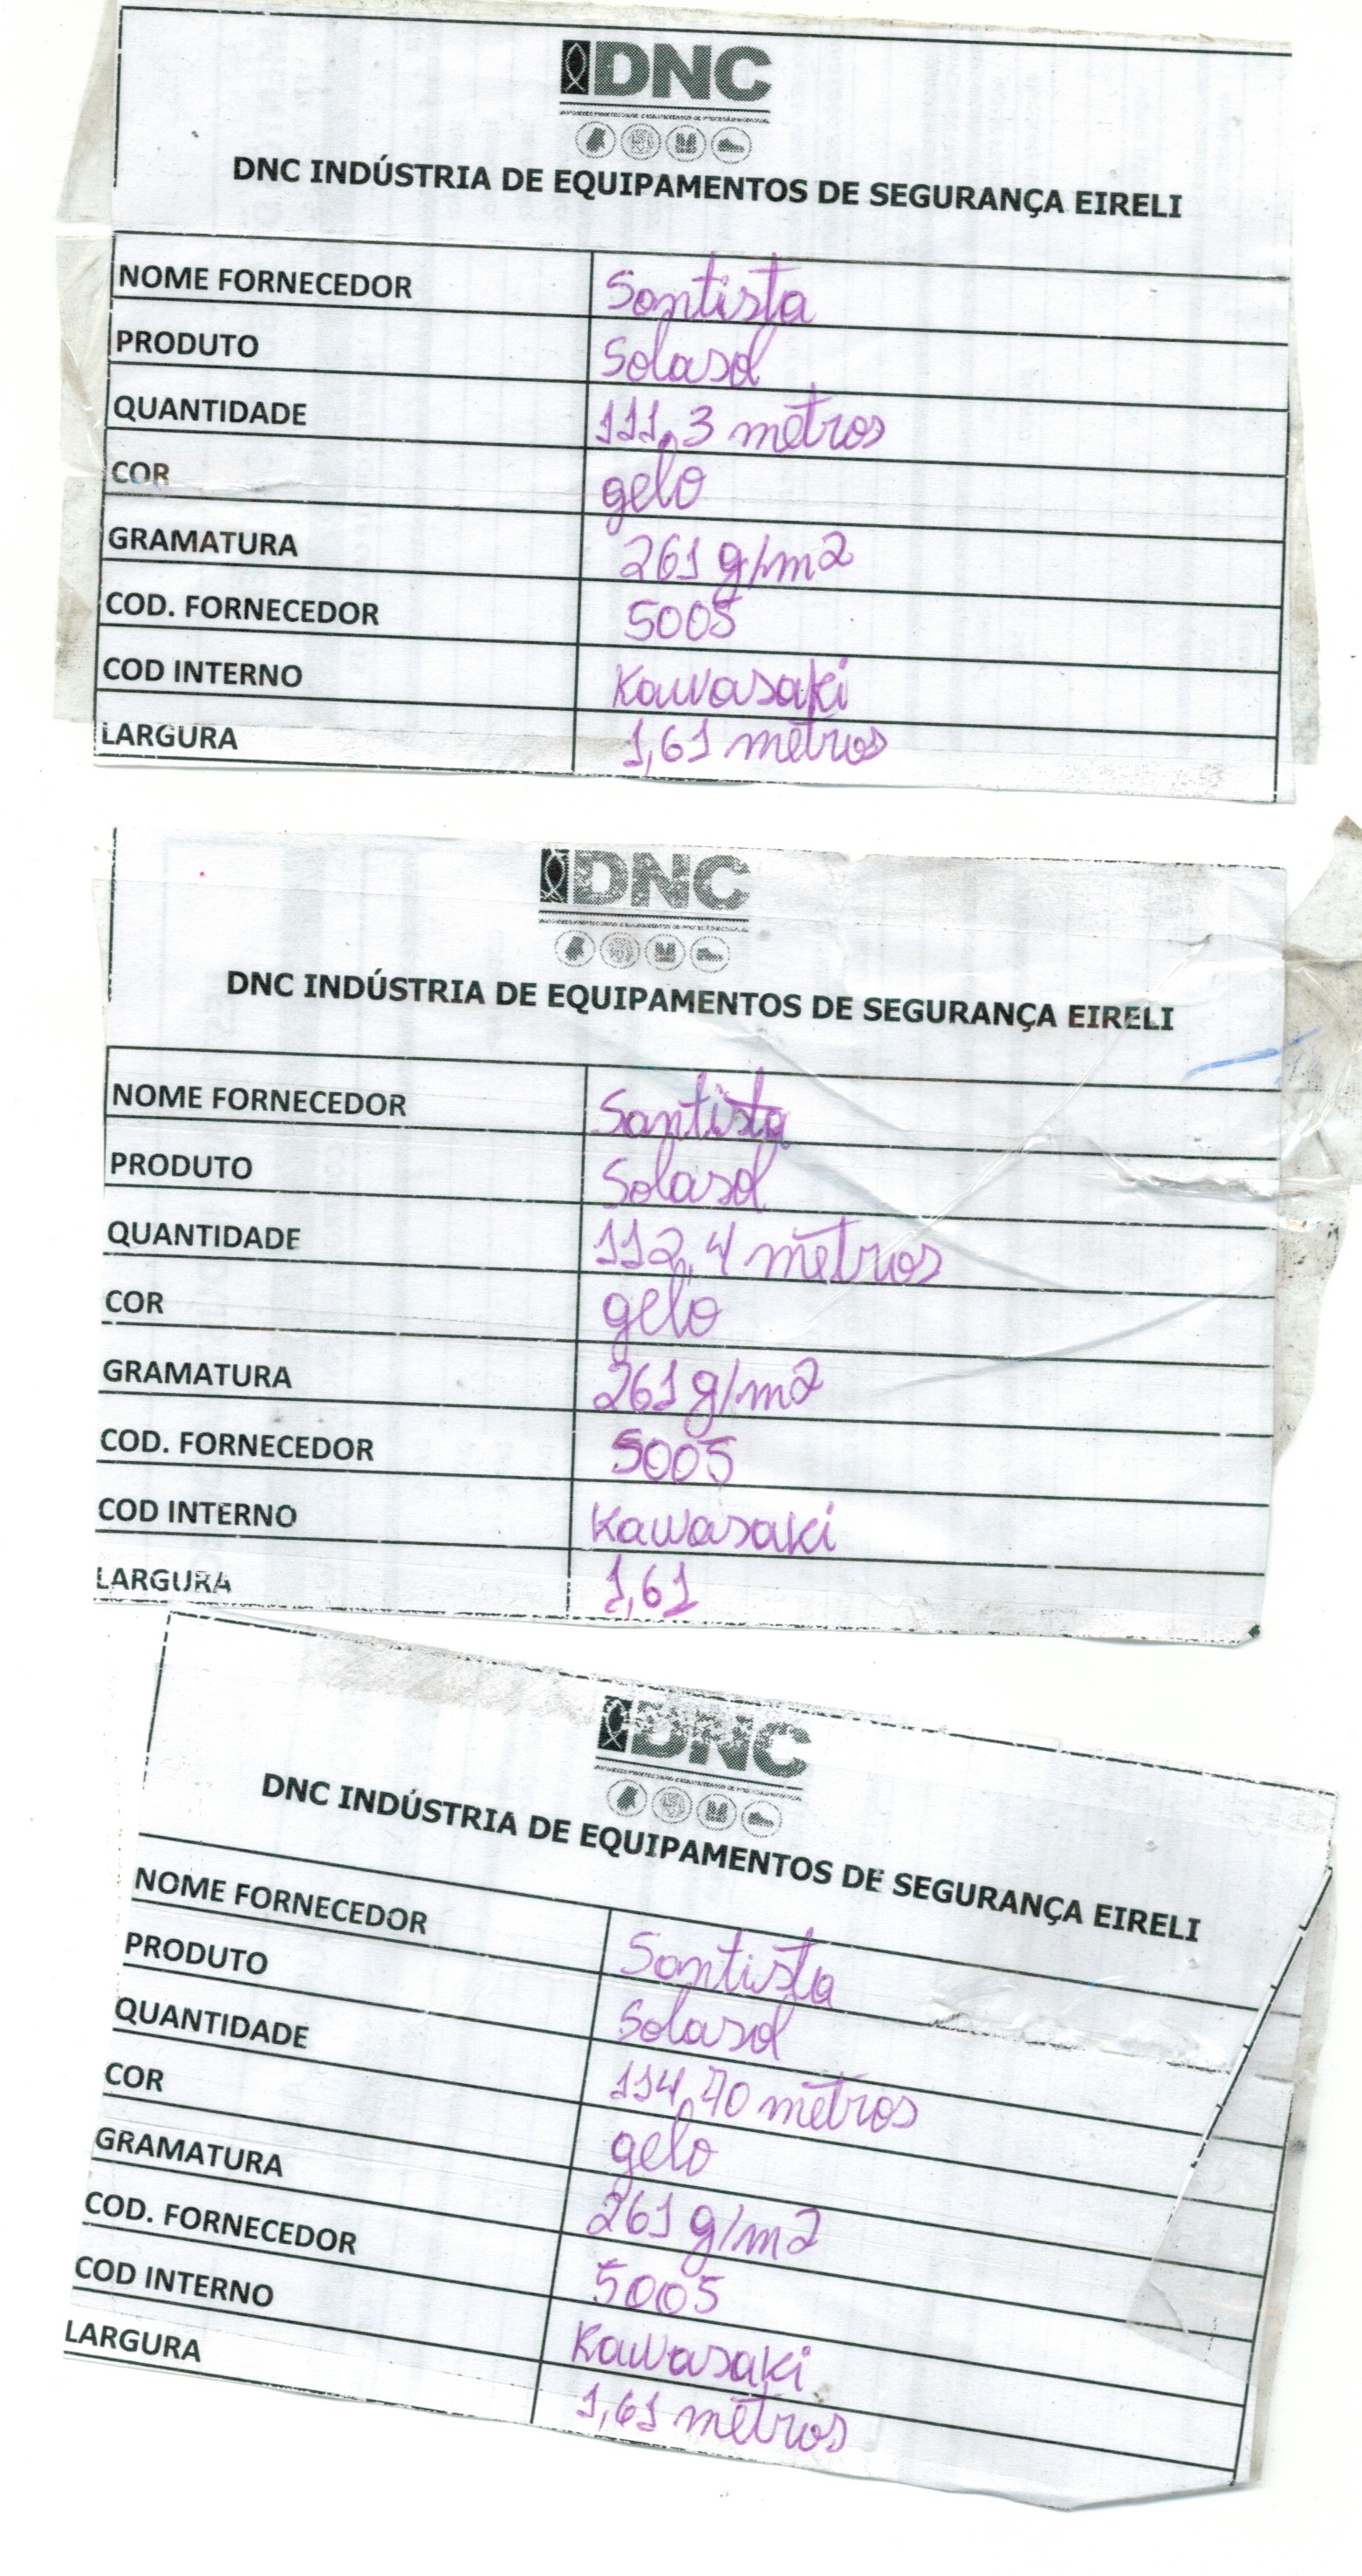 DNC
DNC INDÚSTRIA DE EQUIPAMENTOS DE SEGURANÇA EIRELI
NOME FORNECEDOR Santista
PRODUTO Solasol
QUANTIDADE 111,3 metros
COR gelo
GRAMATURA 261 g/m2
COD. FORNECEDOR 5005
COD INTERNO Kawasaki
LARGURA 1,61 metros
DNC
DNC INDÚSTRIA DE EQUIPAMENTOS DE SEGURANÇA EIRELI
NOME FORNECEDOR Santista
PRODUTO Solasol
QUANTIDADE 112,4 metros
COR gelo
GRAMATURA 261 g/m2
COD. FORNECEDOR 5005
COD INTERNO Kawasaki
LARGURA 1,61
DNC
DNC INDÚSTRIA DE EQUIPAMENTOS DE SEGURANÇA EIRELI
NOME FORNECEDOR Santista
PRODUTO Solasol
QUANTIDADE 114,70 metros
COR gelo
GRAMATURA 261 g/m2
COD. FORNECEDOR 5005
COD INTERNO Kawasaki
LARGURA 1,61 metros